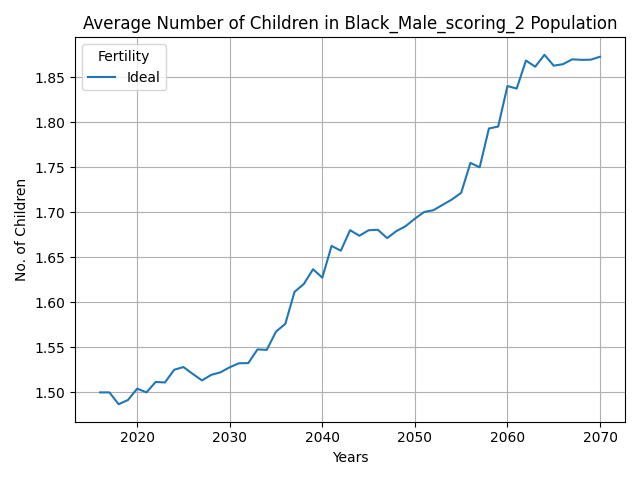 Average Number of Children in Black_Male_scoring_2 Population
Fertility
Ideal
No. of Children
1.85
1.80
1.75
1.70
1.65
1.60
1.55
1.50
2020 2030 2040 2050 2060 2070
Years